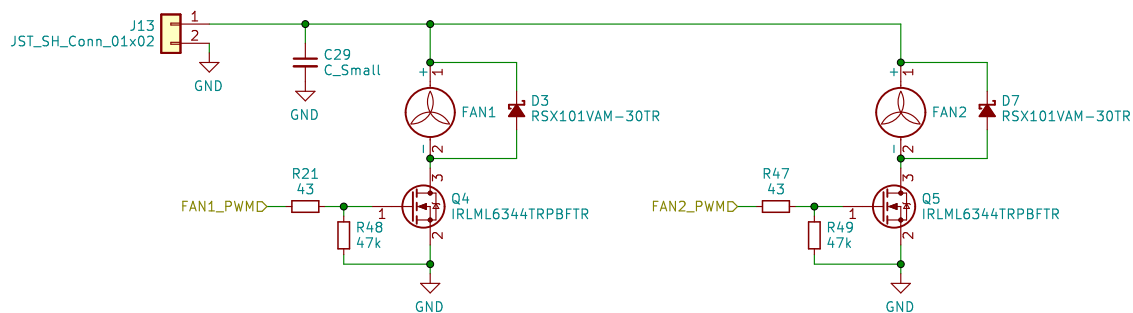 J13
JST_SH_Conn_01x02
1
2
GND
C29
C_Small
GND
+
1
FAN1
-
2
D3
RSX101VAM-30TR
FAN1_PWM
R21
43
R48
47k
1
3
2
Q4
IRLML6344TRPBFTR
GND
+
1
FAN2
-
2
D7
RSX101VAM-30TR
FAN2_PWM
R47
43
R49
47k
1
3
2
Q5
IRLML6344TRPBFTR
GND